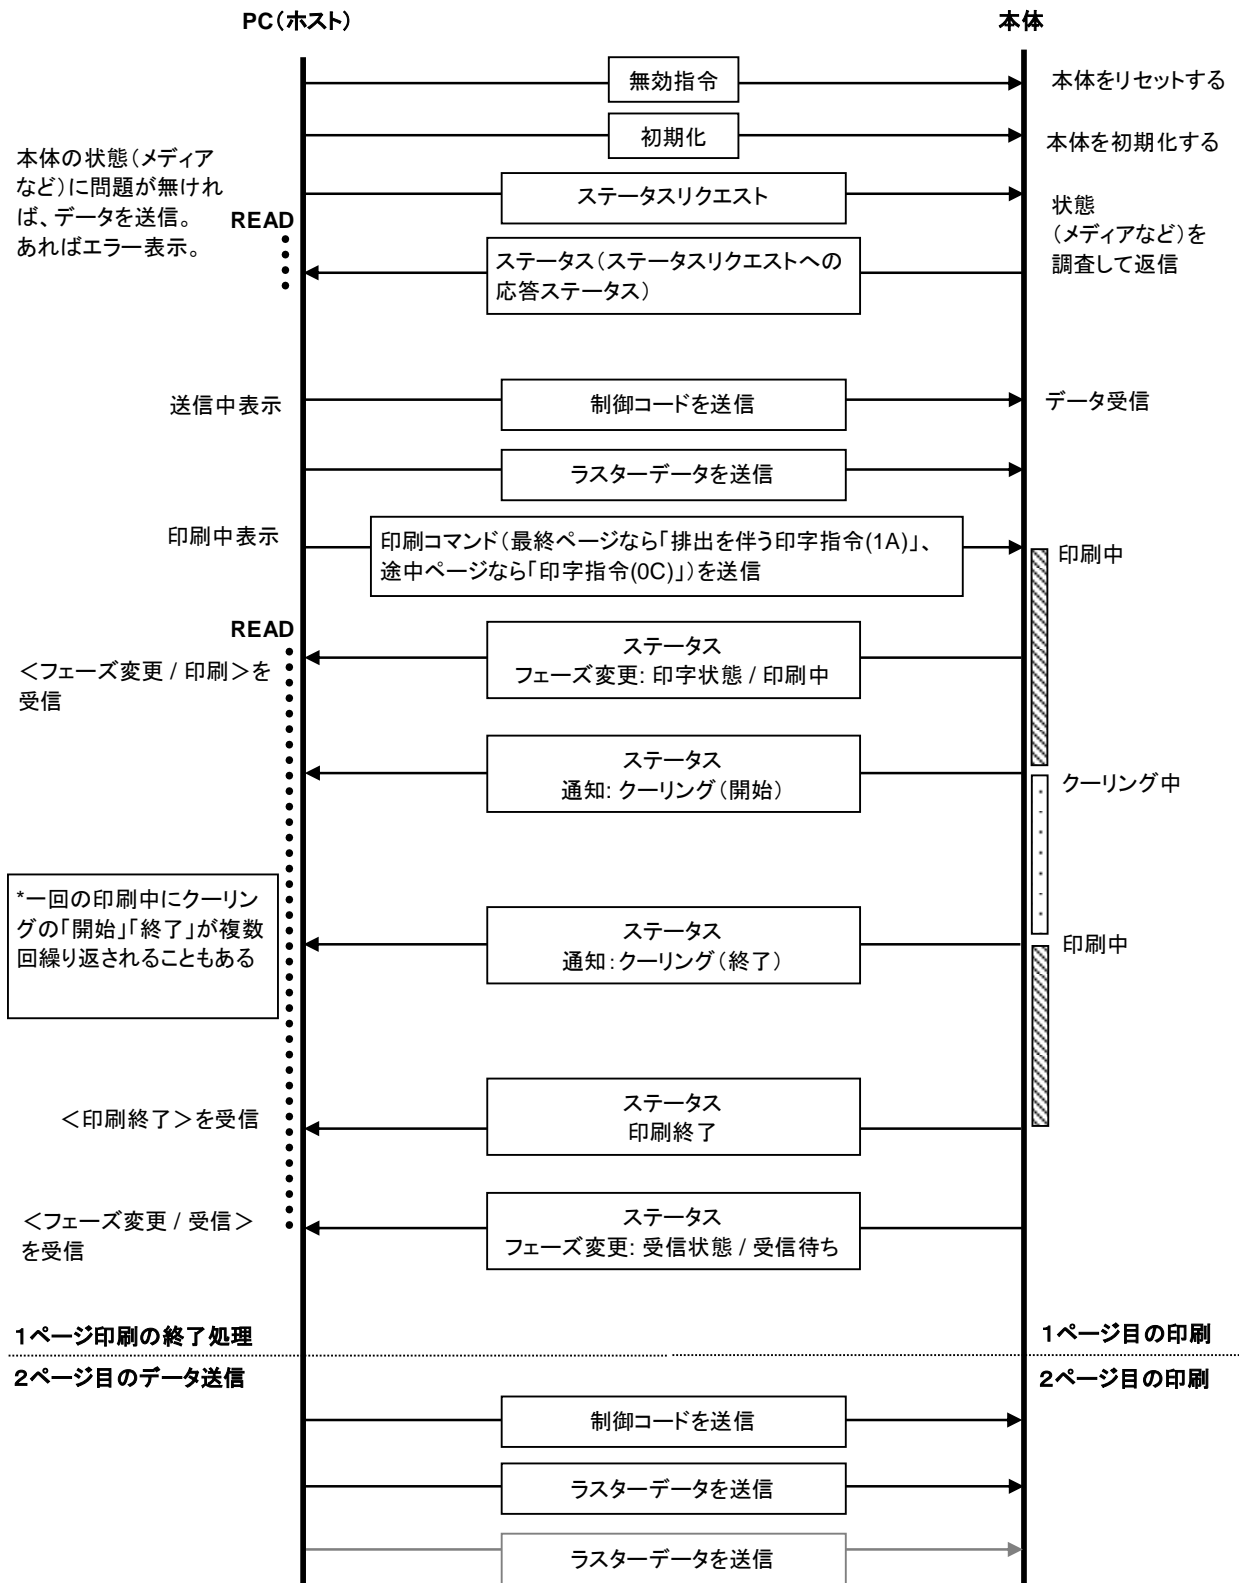 PC(ホスト)
本体
無効指令
本体をリセットする
初期化
本体を初期化する
本体の状態(メディア
など)に問題が無けれ
ば、データを送信。
あればエラー表示。
READ
ステータスリクエスト
状態
(メディアなど)を
調査して返信
ステータス(ステータスリクエストへの
応答ステータス)
送信中表示
制御コードを送信
データ受信
ラスターデータを送信
印刷中表示
印刷コマンド(最終ページなら「排出を伴う印字指令(1A)」、
途中ページなら「印字指令(0C)」)を送信
印刷中
READ
<フェーズ変更 / 印刷>を
受信
ステータス
フェーズ変更: 印字状態 / 印刷中
ステータス
通知: クーリング(開始)
クーリング中
*一回の印刷中にクーリン
グの「開始」「終了」が複数
回繰り返されることもある
ステータス
通知:クーリング(終了)
印刷中
<印刷終了>を受信
ステータス
印刷終了
<フェーズ変更 / 受信>
を受信
ステータス
フェーズ変更: 受信状態 / 受信待ち
1ページ印刷の終了処理
1ページ目の印刷
2ページ目のデータ送信
2ページ目の印刷
制御コードを送信
ラスターデータを送信
ラスターデータを送信